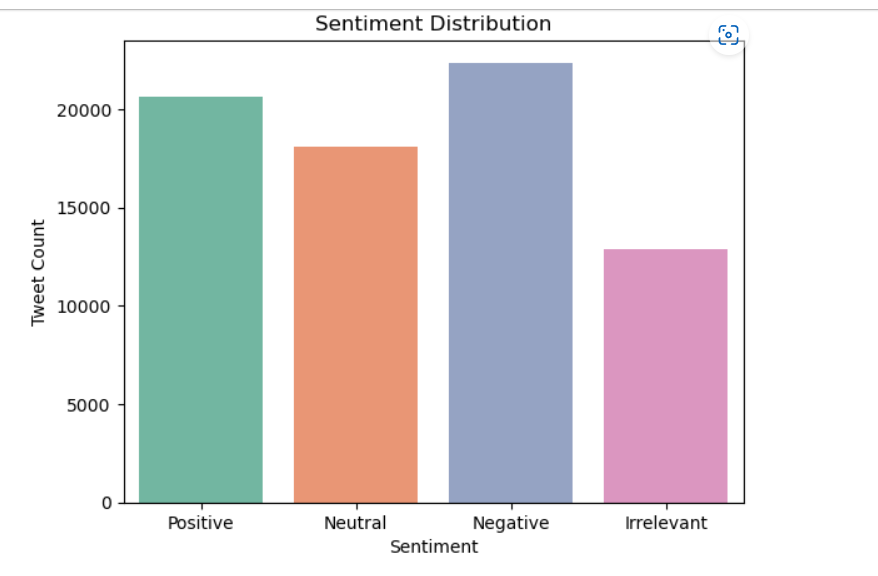 Sentiment Distribution
20000
15000
10000
5000
0
Tweet Count
Positive Neutral Negative Irrelevant
Sentiment